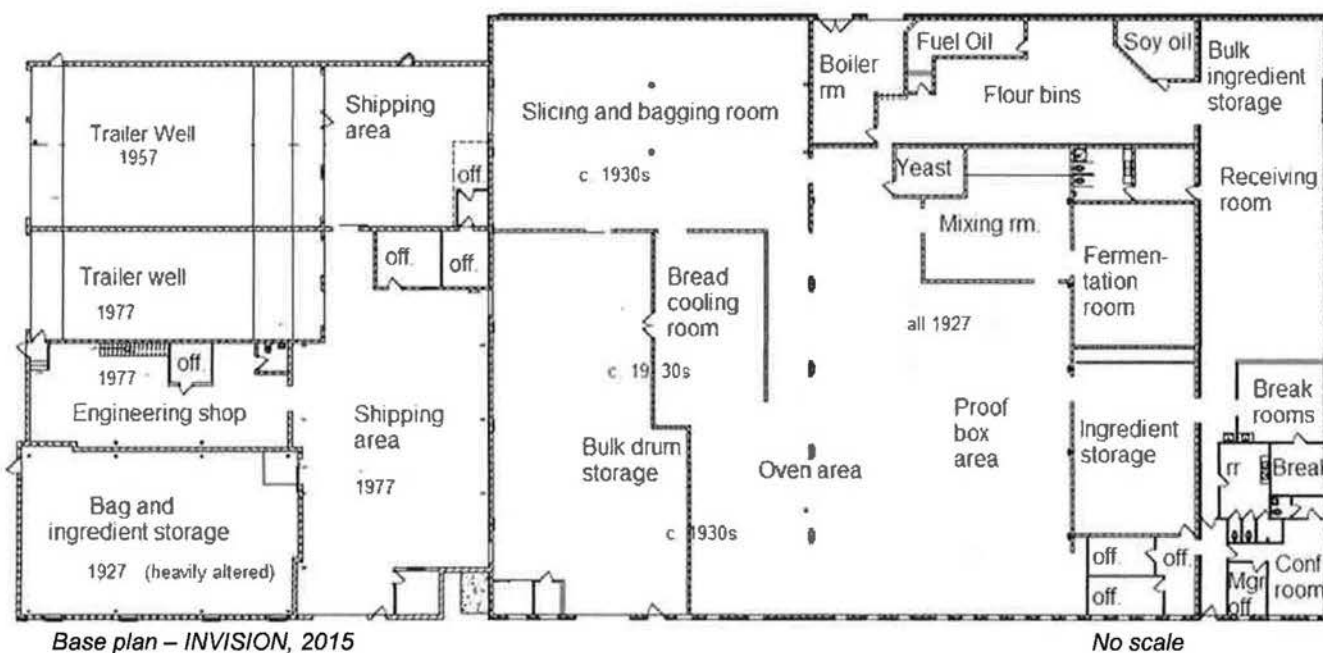 Trailer Well
1957
Shipping
area
off.
Slicing and bagging room
c. 1930s
Boiler
rm
Fuel Oil
Soy oil
Flour bins
Bulk
ingredient
storage
Yeast
Receiving
room
Mixing rm.
Fermen-
tation
room
Trailer well
1977
off.
off.
Bread
cooling
room
all 1927
c. 1930s
1977
off.
Engineering shop
Shipping
area
1977
Bulk drum
storage
c. 1930s
Oven area
Proof
box
area
Ingredient
storage
Break
rooms
rr
Break
Bag and
ingredient storage
1927 (heavily altered)
off.
off.
off.
Mgr
off
Conf
room
Base plan – INVISION, 2015
No scale